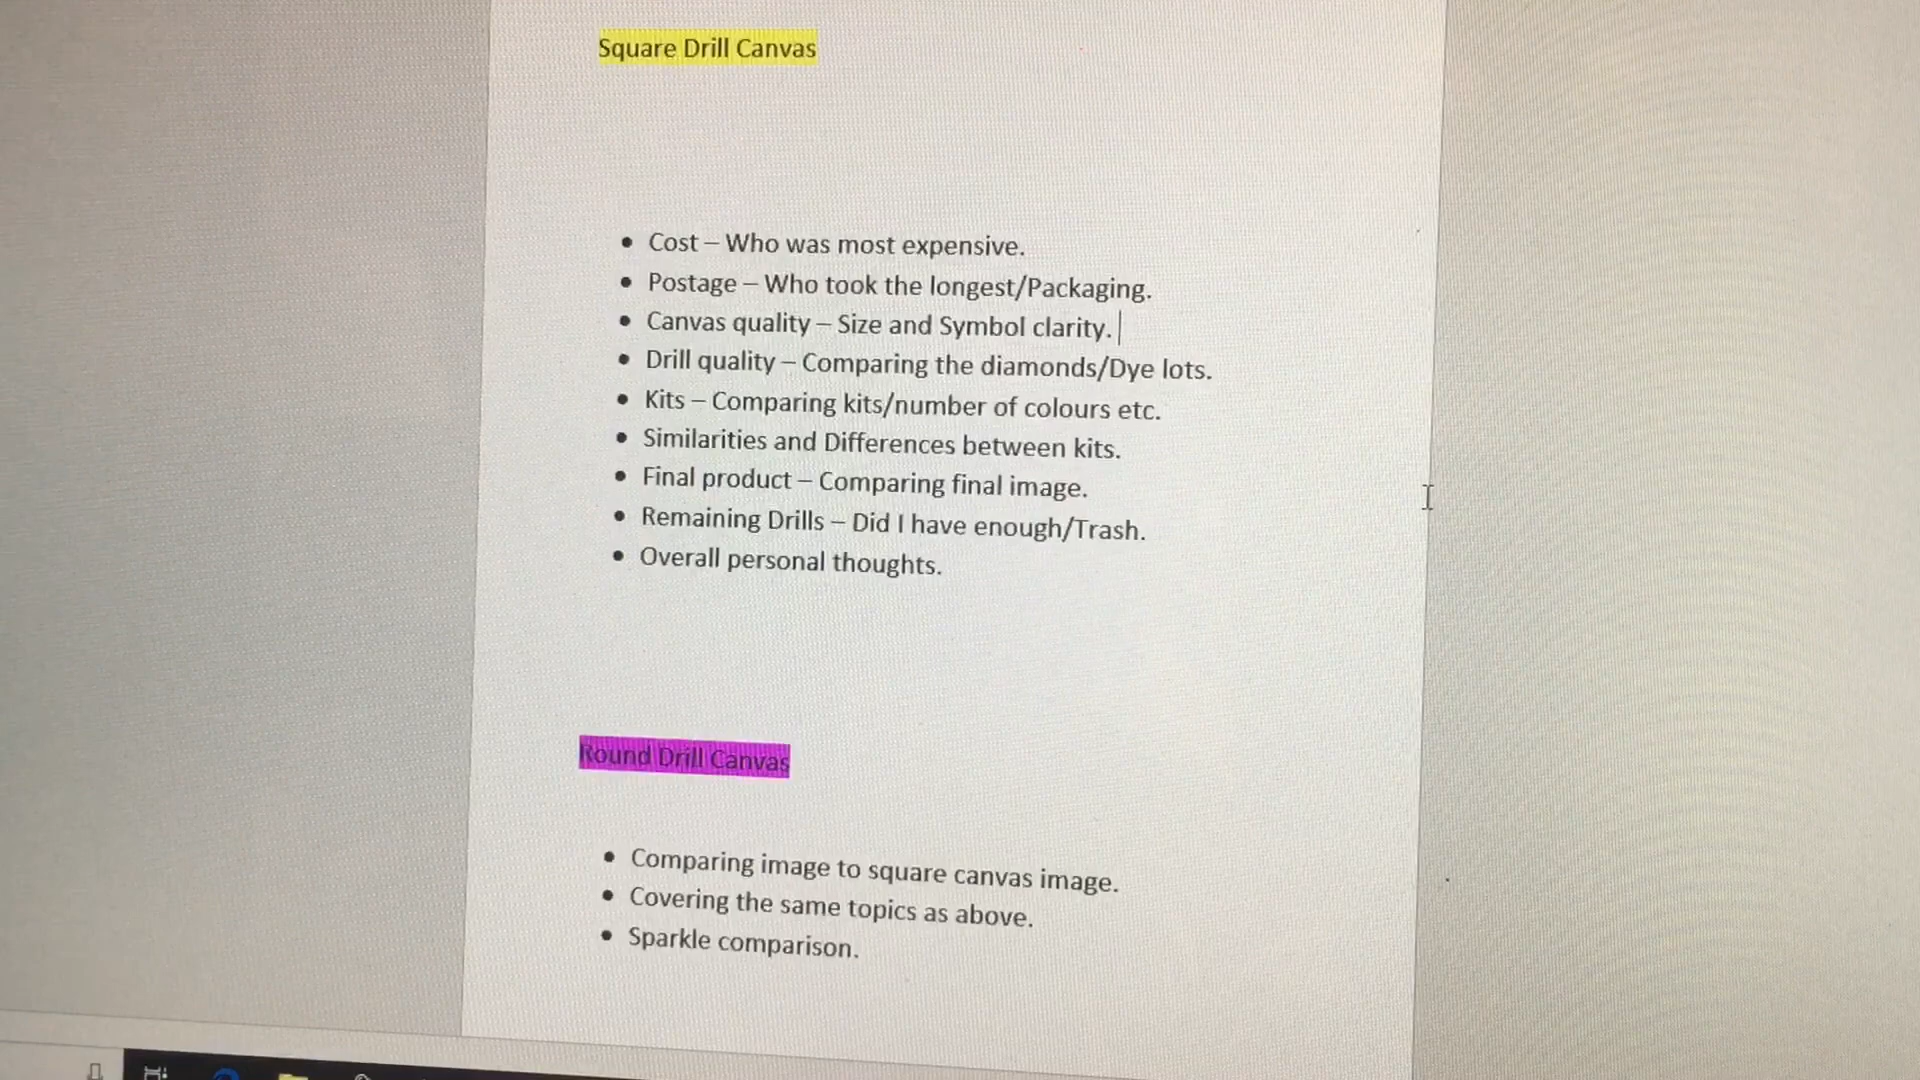 Square Drill Canvas
• Cost – Who was most expensive.
• Postage – Who took the longest/Packaging.
• Canvas quality – Size and Symbol clarity.
• Drill quality – Comparing the diamonds/Dye lots.
• Kits – Comparing kits/number of colours etc.
• Similarities and Differences between kits.
• Final product – Comparing final image.
• Remaining Drills – Did I have enough/Trash.
• Overall personal thoughts.
Round Drill Canvas
• Comparing image to square canvas image.
• Covering the same topics as above.
• Sparkle comparison.